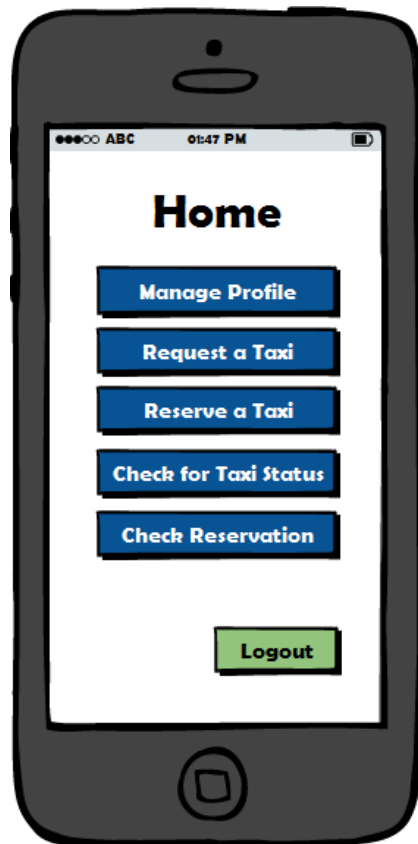 ABC 01:47 PM
Home
Manage Profile
Request a Taxi
Reserve a Taxi
Check for Taxi Status
Check Reservation
Logout